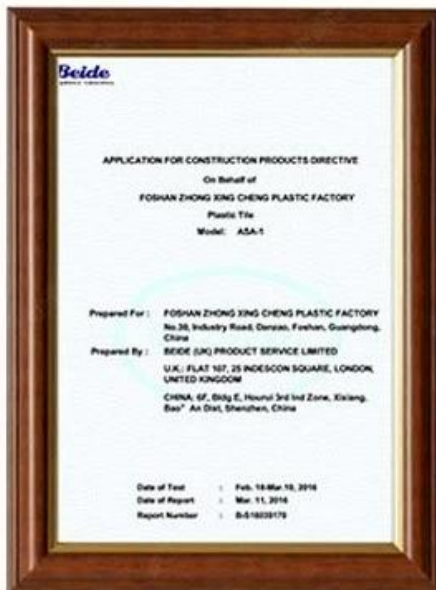 Beide
APPLICATION FOR CONSTRUCTION PRODUCTS DIRECTIVE
On Behalf of
FOSHAN ZHONG XING CHENG PLASTIC FACTORY
Plastic Tile
Model: ASA-1
Prepared For : FOSHAN ZHONG XING CHENG PLASTIC FACTORY
No.30, Industry Road, Danzao, Foshan, Guangdong,
China
Prepared By : BEIDE (UK) PRODUCT SERVICE LIMITED
U.K.: FLAT 107, 25 INDESCON SQUARE, LONDON,
UNITED KINGDOM
CHINA: 6F, Bldg E, Hourui 3rd Ind Zone, Xixiang,
Bao" An Dist, Shenzhen, China
Date of Test : Feb. 18-Mar.10, 2016
Date of Report : Mar. 11, 2016
Report Number :